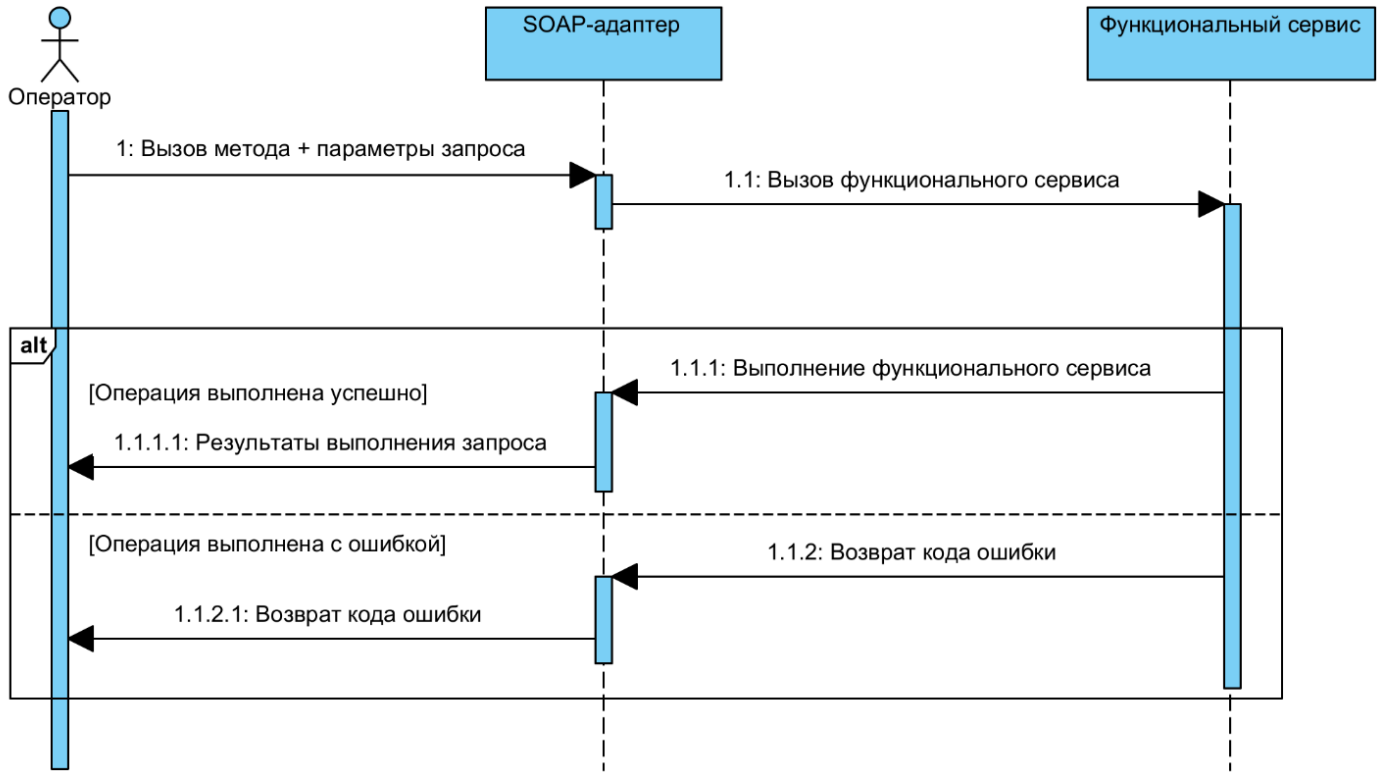 SOAP-адаптер
Функциональный сервис
Оператор
1: Вызов метода + параметры запроса
1.1: Вызов функционального сервиса
alt
1.1.1: Выполнение функционального сервиса
[Операция выполнена успешно]
1.1.1.1: Результаты выполнения запроса
[Операция выполнена с ошибкой]
1.1.2: Возврат кода ошибки
1.1.2.1: Возврат кода ошибки